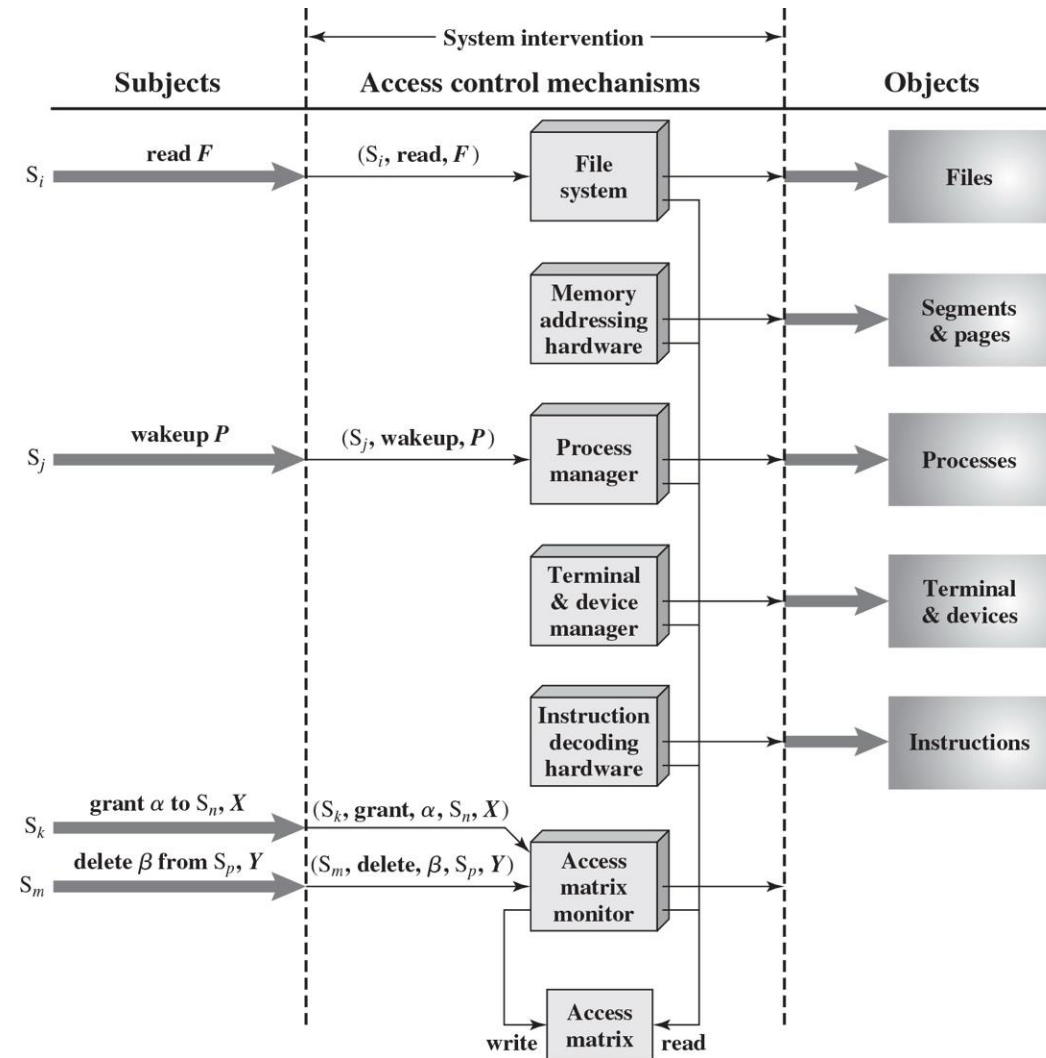 System intervention
Subjects
Access control mechanisms
Objects
Sᵢ
read F
(Sᵢ, read, F)
File
system
Files
Memory
addressing
hardware
Segments
& pages
Sⱼ
wakeup P
(Sⱼ, wakeup, P)
Process
manager
Processes
Terminal
& device
manager
Terminal
& devices
Instruction
decoding
hardware
Instructions
Sₖ
grant α to Sₙ, X
(Sₖ, grant, α, Sₙ, X)
Sₘ
delete β from Sₚ, Y
(Sₘ, delete, β, Sₚ, Y)
Access
matrix
monitor
write
Access
matrix
read